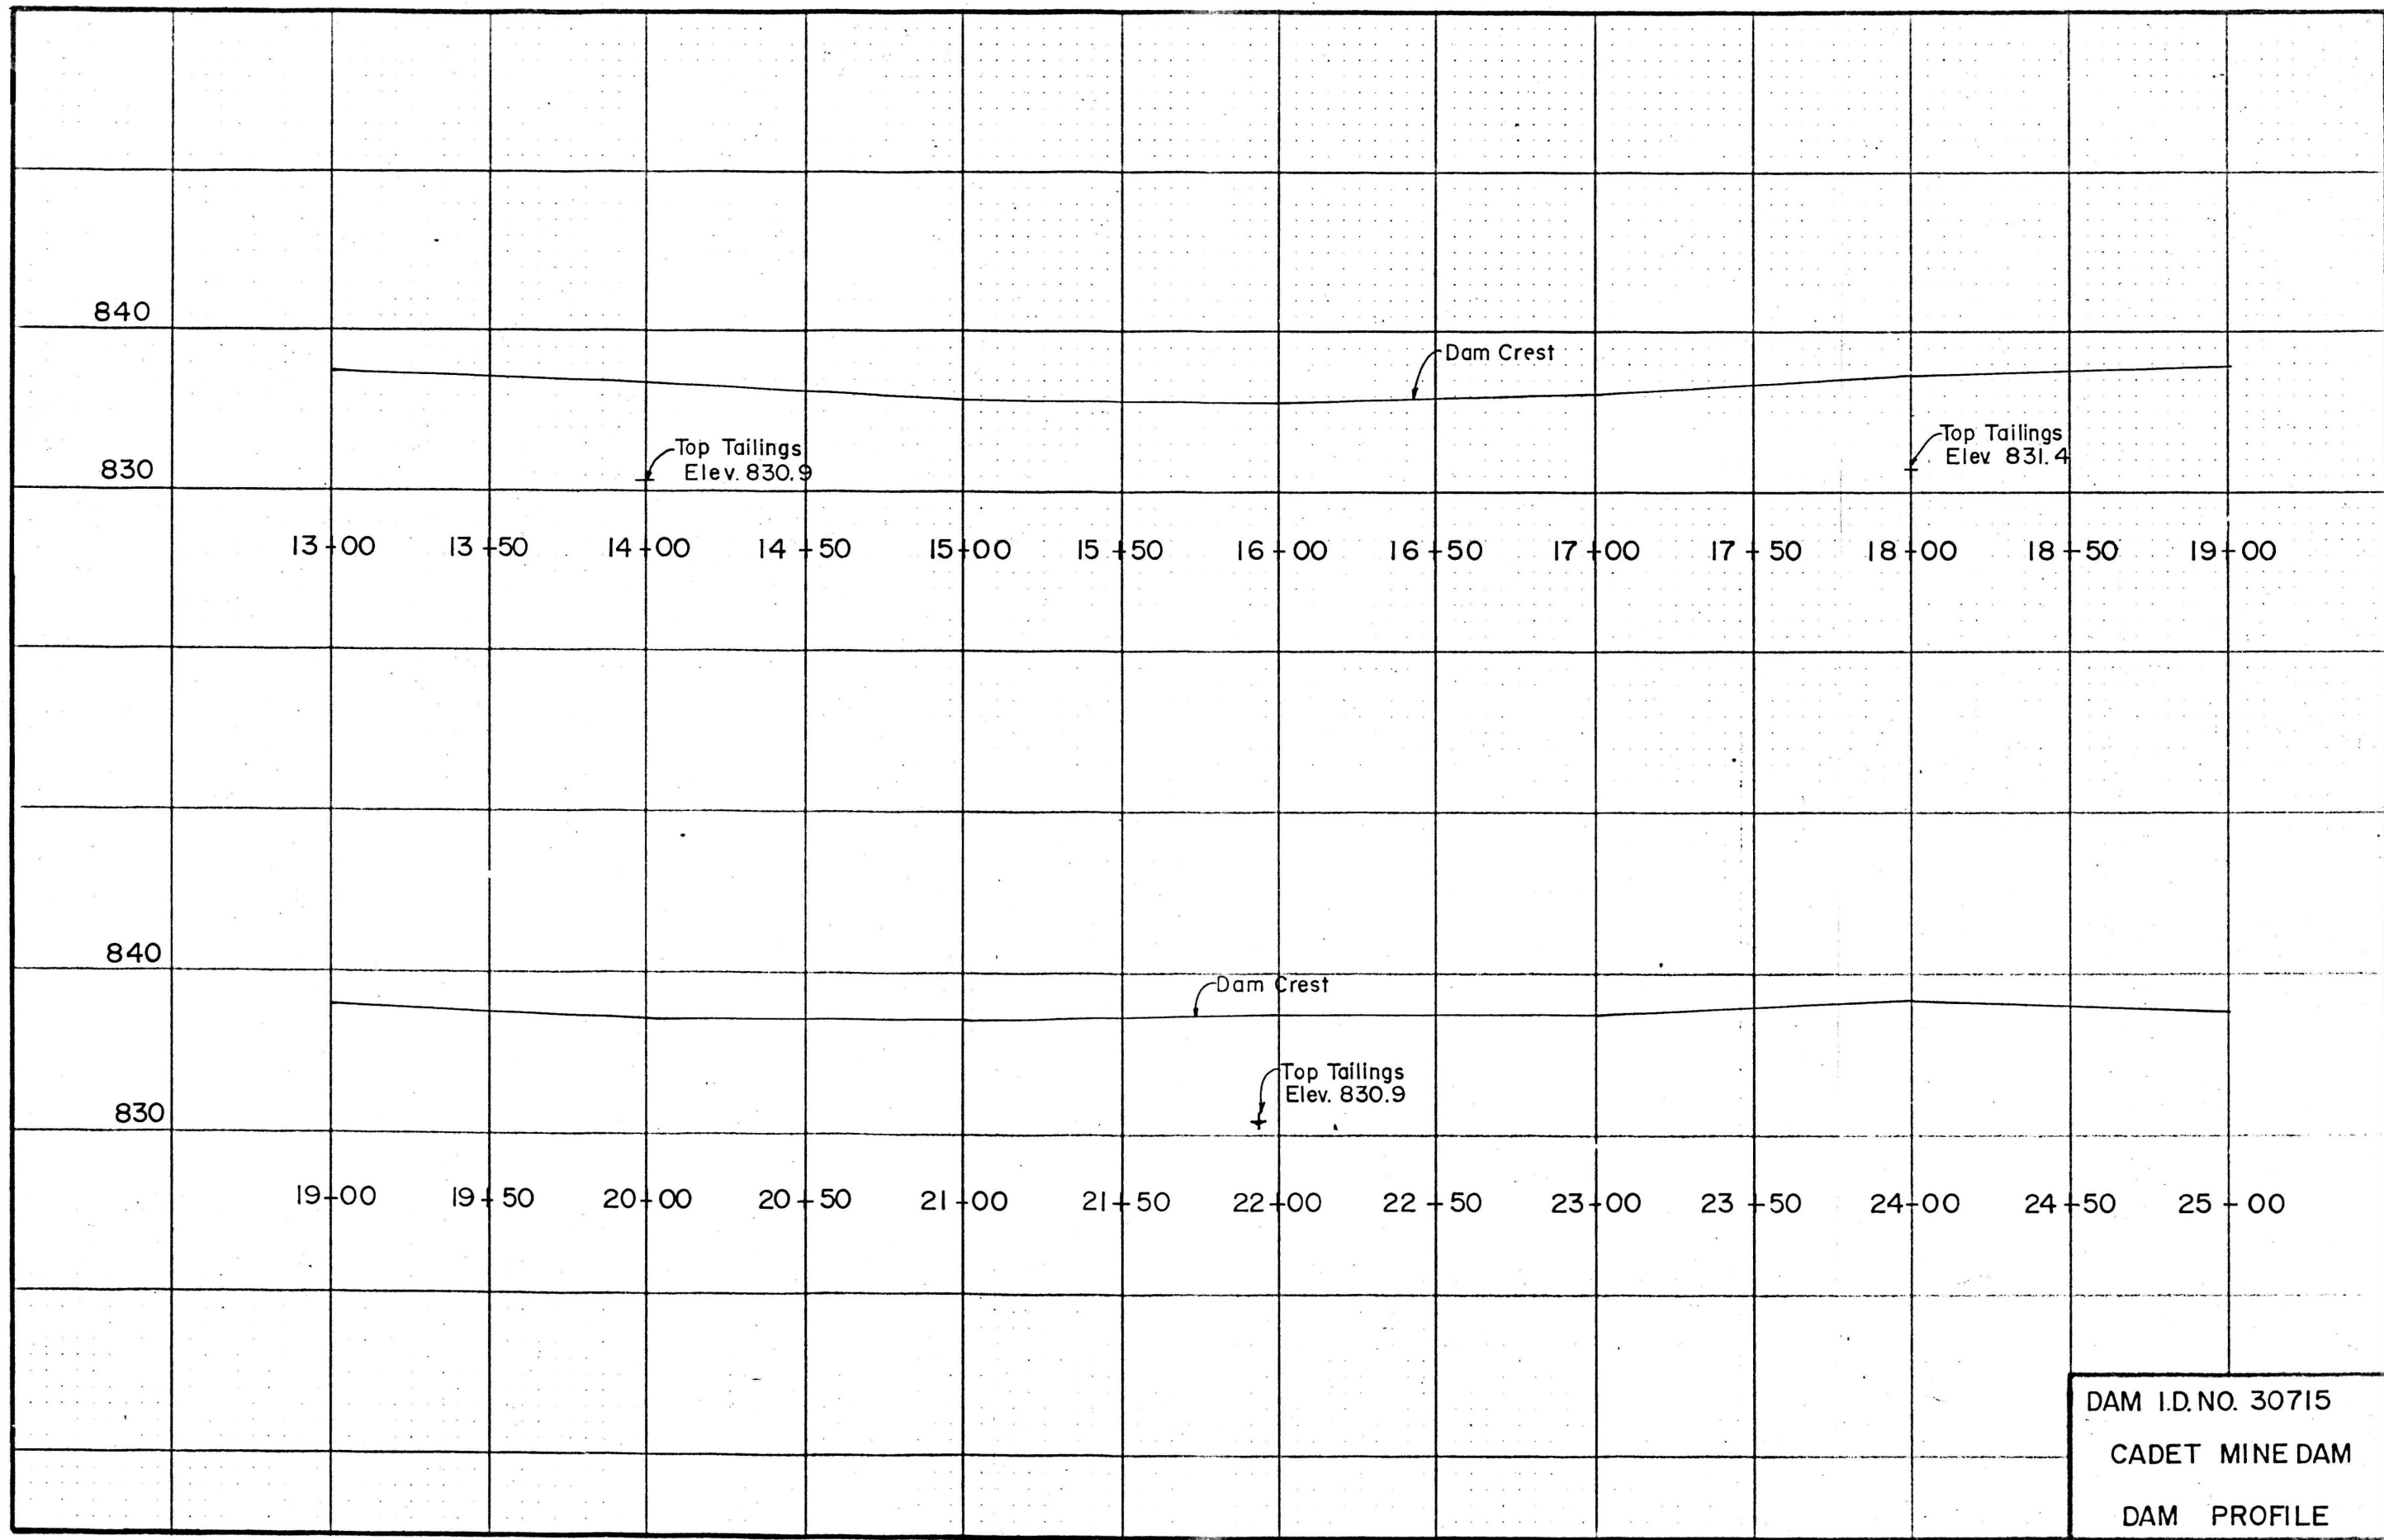 840
Dam Crest
Top Tailings
Elev. 830.9
Top Tailings
Elev. 831.4
830
13+00 13+50 14+00 14+50 15+00 15+50 16+00 16+50 17+00 17+50 18+00 18+50 19+00
840
Dam Crest
Top Tailings
Elev. 830.9
830
19+00 19+50 20+00 20+50 21+00 21+50 22+00 22+50 23+00 23+50 24+00 24+50 25+00
DAM I.D. NO. 30715
CADET MINE DAM
DAM PROFILE